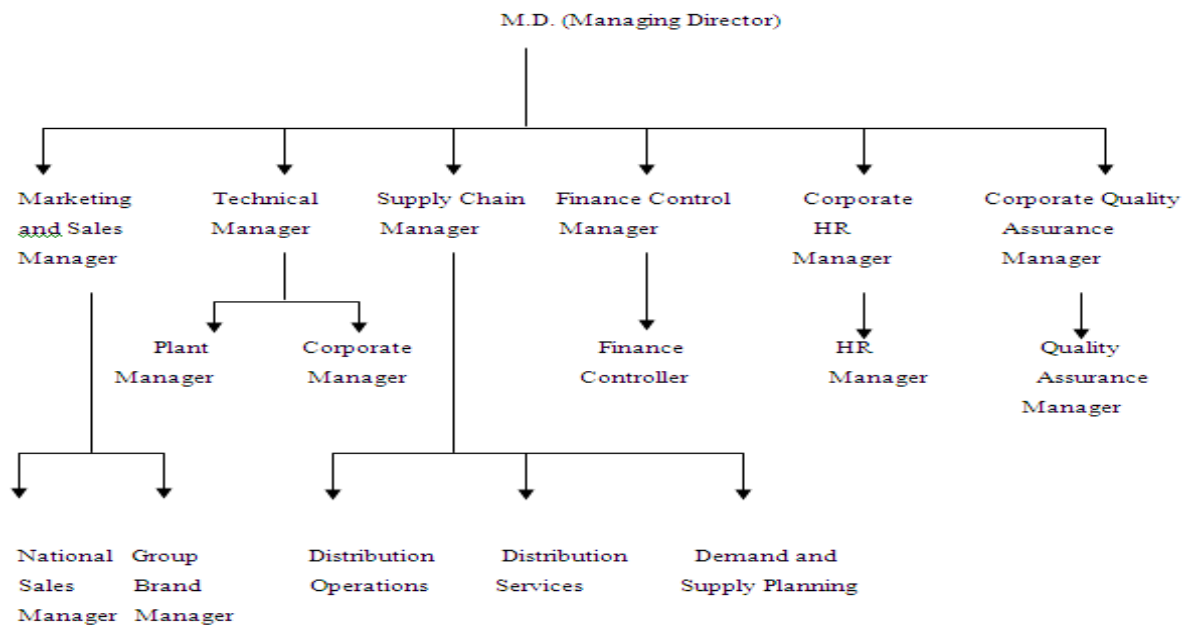 M.D. (Managing Director)
Marketing
and Sales
Manager
Technical
Manager
Supply Chain
Manager
Finance Control
Manager
Corporate
HR
Manager
Corporate Quality
Assurance
Manager
Plant
Manager
Corporate
Manager
Finance
Controller
HR
Manager
Quality
Assurance
Manager
National
Sales
Manager
Group
Brand
Manager
Distribution
Operations
Distribution
Services
Demand and
Supply Planning